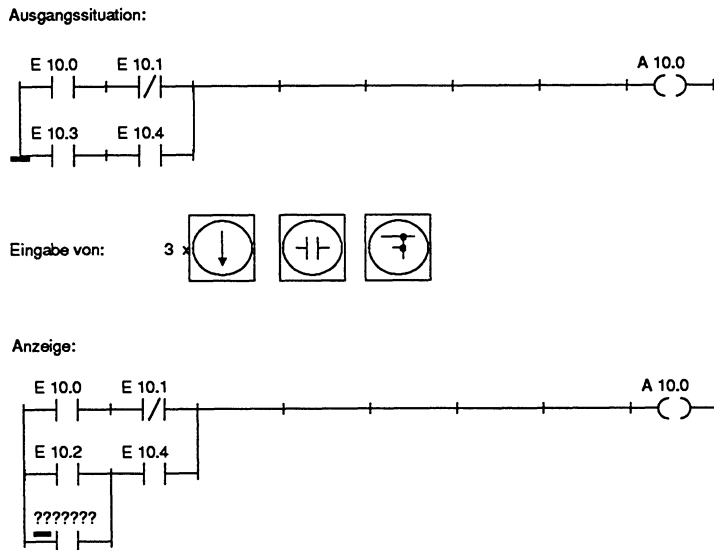 Ausgangssituation:
E 10.0 E 10.1 A 10.0
E 10.3 E 10.4
Eingabe von: 3 x
Anzeige:
E 10.0 E 10.1 A 10.0
E 10.2 E 10.4
???????